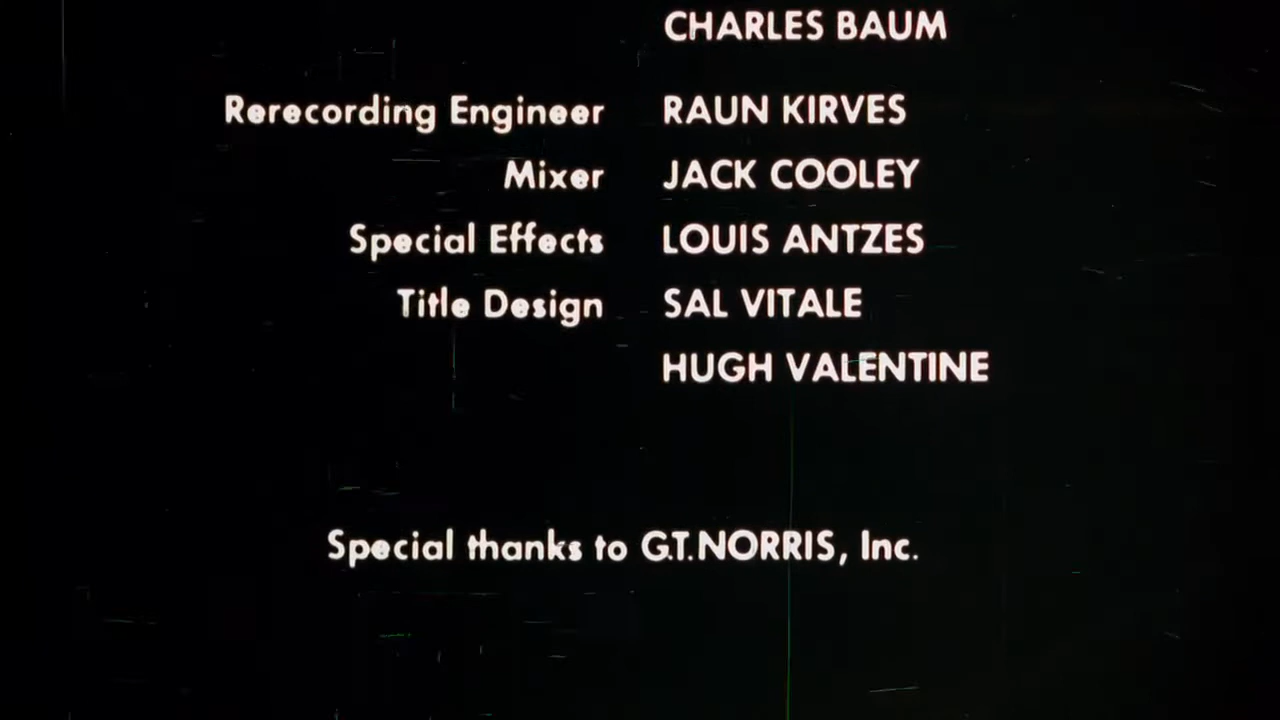 CHARLES BAUM
Rerecording Engineer RAUN KIRVES
Mixer JACK COOLEY
Special Effects LOUIS ANTZES
Title Design SAL VITALE
HUGH VALENTINE
Special thanks to G.T.NORRIS, Inc.